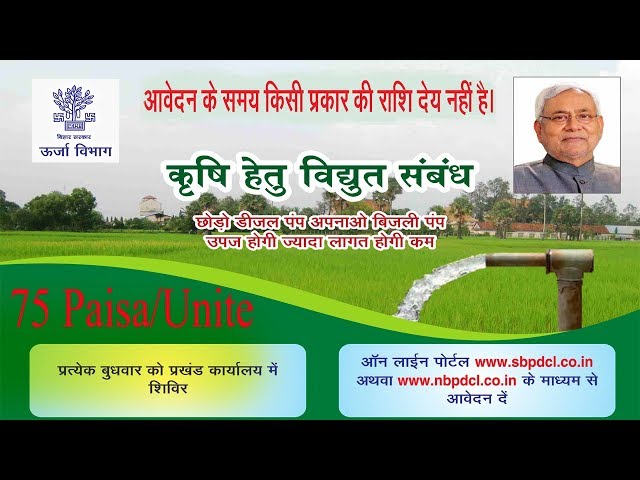 आवेदन के समय किसी प्रकार की राशि देय नहीं है।
बिहार सरकार
ऊर्जा विभाग
कृषि हेतु विद्युत संबंध
छोड़ो डीजल पंप अपनाओ बिजली पंप
उपज होगी ज्यादा लागत होगी कम
75 Paisa/Unite
प्रत्येक बुधवार को प्रखंड कार्यालय में
शिविर
ऑन लाईन पोर्टल www.sbpdcl.co.in
अथवा www.nbpdcl.co.in के माध्यम से
आवेदन दें